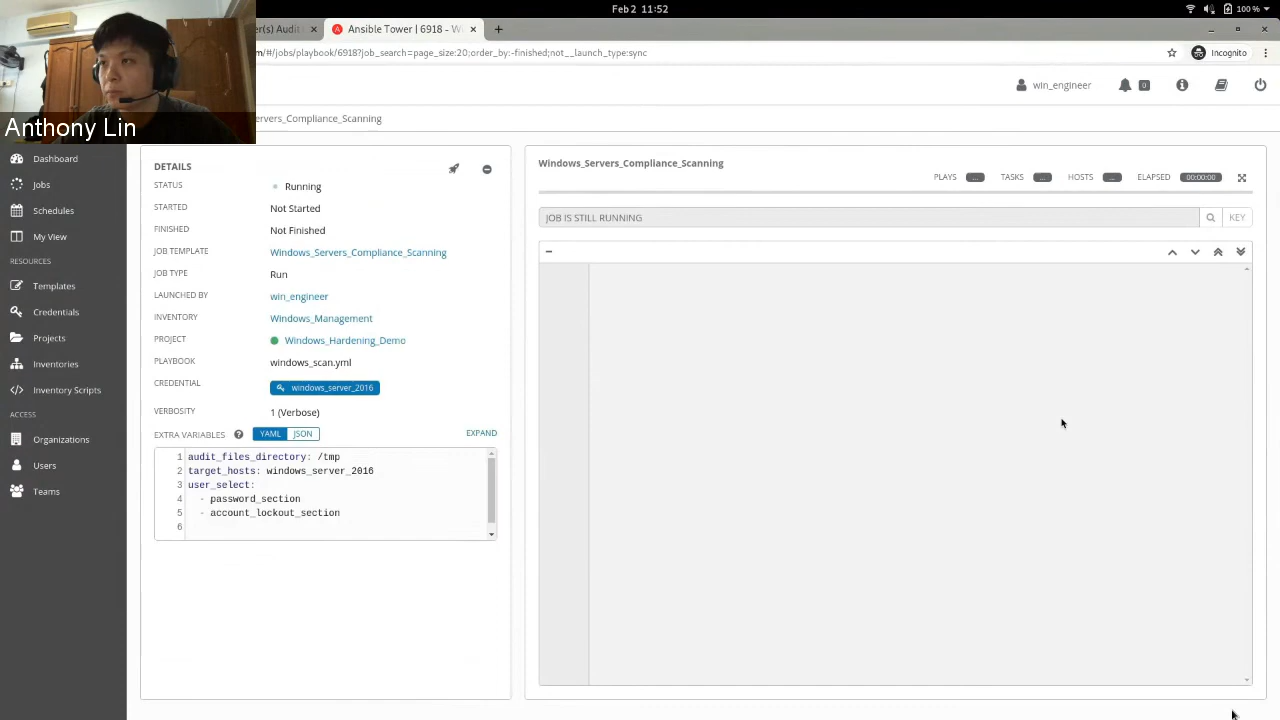 Feb 2 11:52
100 %
er(s) Audit
Ansible Tower | 6918 - W
m/#/jobs/playbook/6918?job_search=page_size:20;order_by:-finished;not__launch_type:sync
Incognito
win_engineer
0
ervers_Compliance_Scanning
Anthony Lin
Dashboard
Jobs
Schedules
My View
RESOURCES
Templates
Credentials
Projects
Inventories
Inventory Scripts
ACCESS
Organizations
Users
Teams
DETAILS
STATUS Running
STARTED Not Started
FINISHED Not Finished
JOB TEMPLATE Windows_Servers_Compliance_Scanning
JOB TYPE Run
LAUNCHED BY win_engineer
INVENTORY Windows_Management
PROJECT Windows_Hardening_Demo
PLAYBOOK windows_scan.yml
CREDENTIAL windows_server_2016
VERBOSITY 1 (Verbose)
EXTRA VARIABLES ? YAML JSON EXPAND
1 audit_files_directory: /tmp
2 target_hosts: windows_server_2016
3 user_select:
4 - password_section
5 - account_lockout_section
6
Windows_Servers_Compliance_Scanning
PLAYS ... TASKS ... HOSTS ... ELAPSED 00:00:00
JOB IS STILL RUNNING
KEY